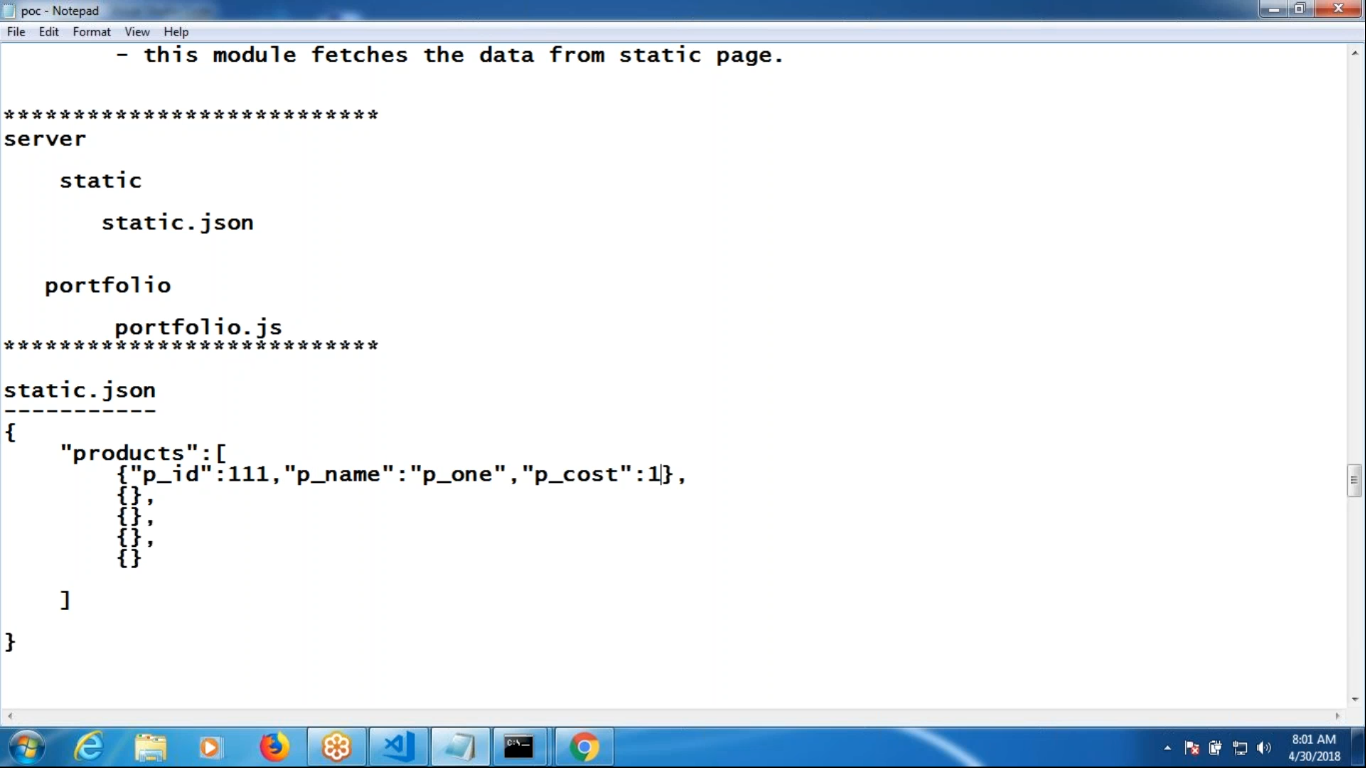 poc - Notepad
File Edit Format View Help
- this module fetches the data from static page.
***************************
server
static
static.json
portfolio
portfolio.js
***************************
static.json
-----------
{
"products":[
{"p_id":111,"p_name":"p_one","p_cost":1},
{},
{},
{},
{}
]
}
8:01 AM
4/30/2018